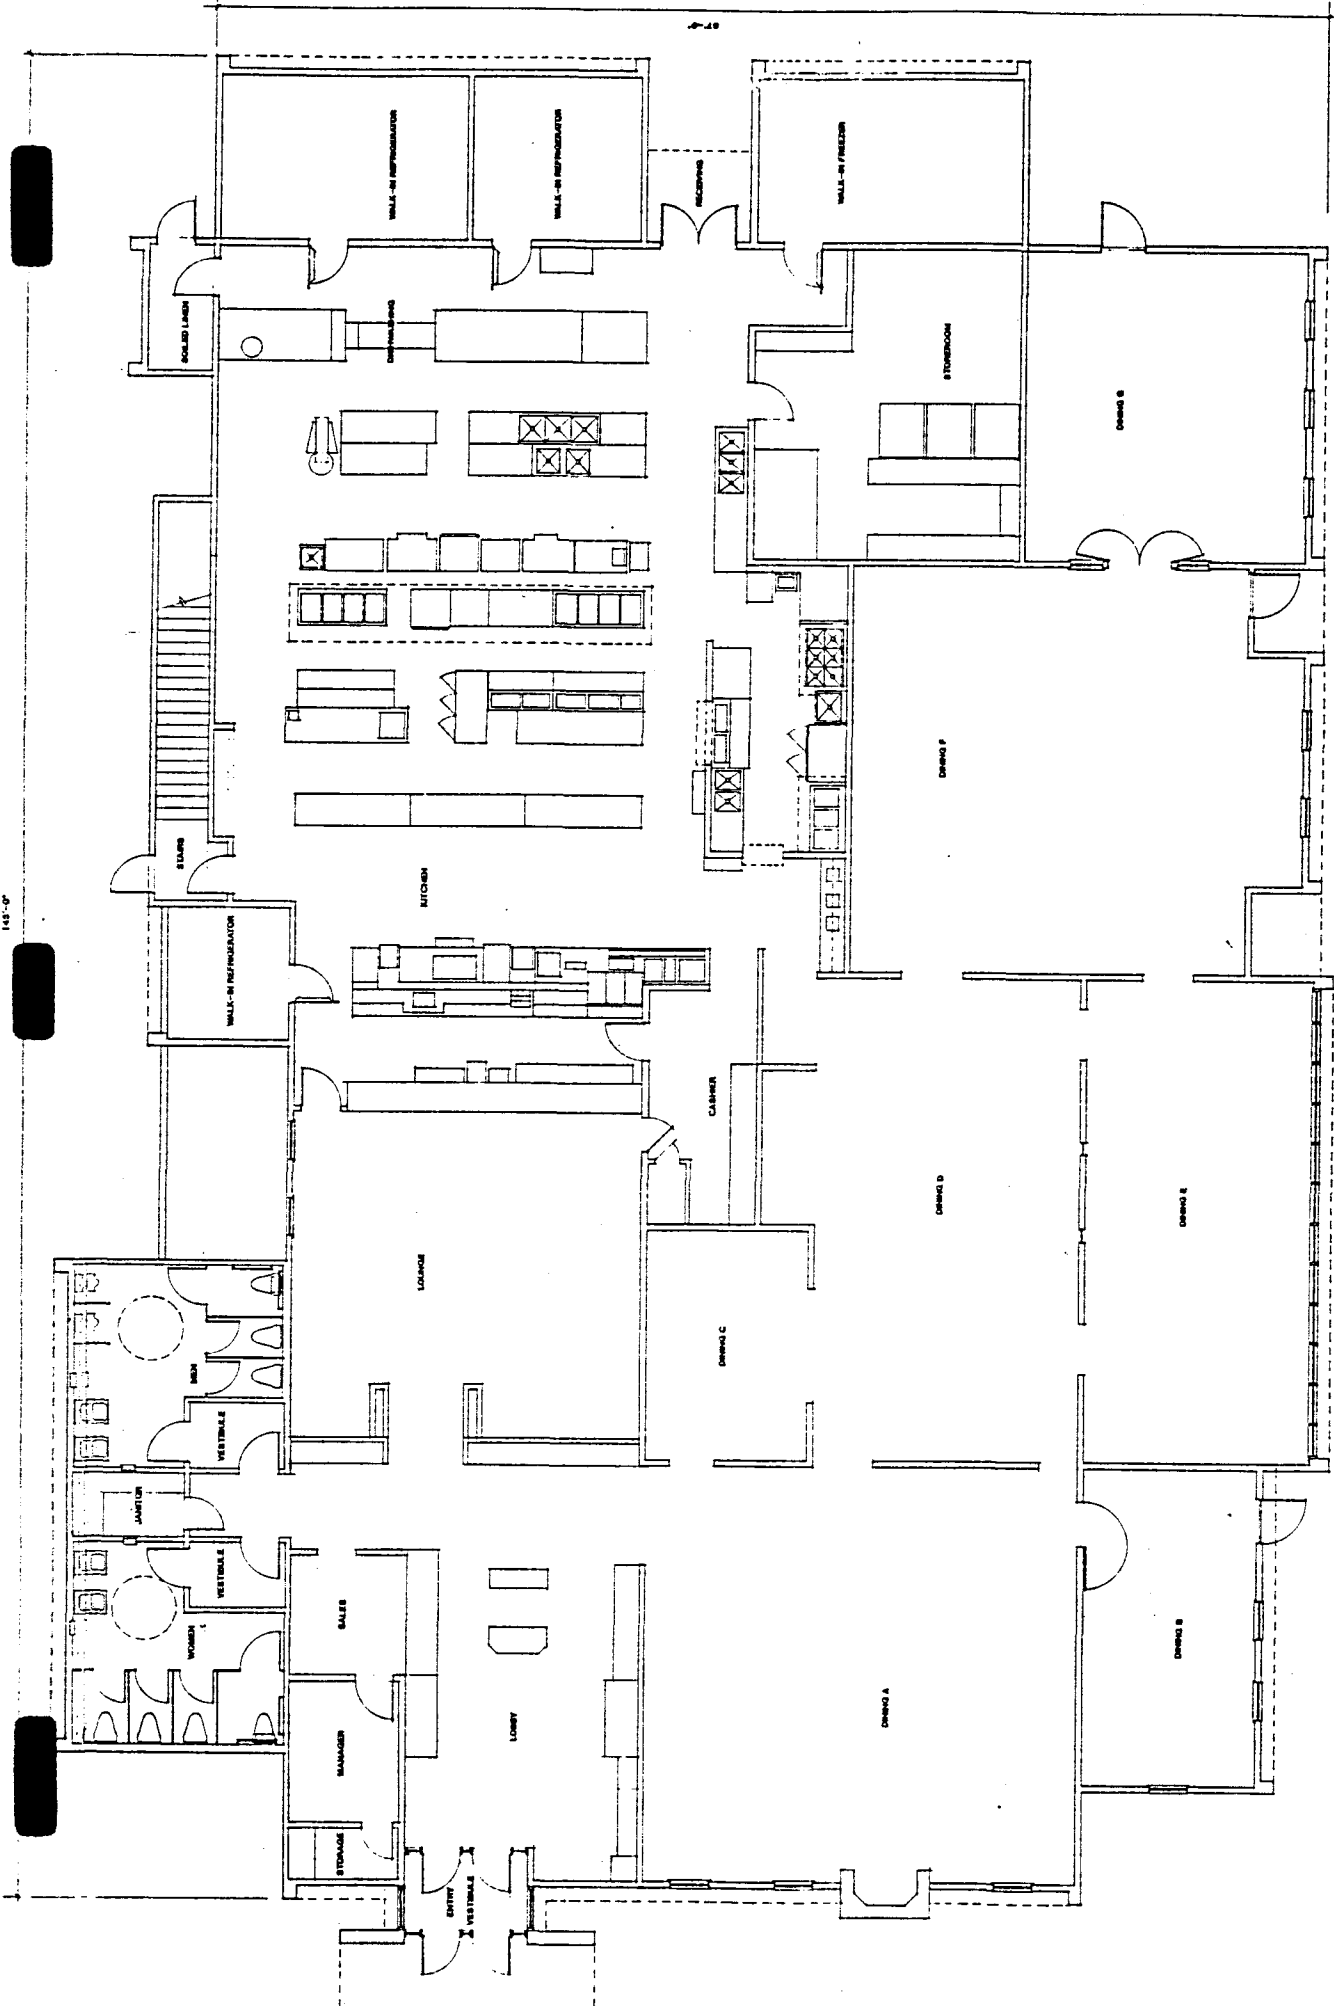 87'-0"
145'-0"
WALK-IN REFRIGERATOR
WALK-IN REFRIGERATOR
RECEIVING
WALK-IN FREEZER
SOILED LINEN
DISHWASHING
STOREROOM
DINING G
DINING F
STAIRS
KITCHEN
WALK-IN REFRIGERATOR
CASHIER
DINING D
DINING E
LOUNGE
DINING C
MEN
VESTIBULE
JANITOR
VESTIBULE
WOMEN
SALES
MANAGER
LOBBY
DINING A
DINING B
STORAGE
ENTRY
VESTIBULE